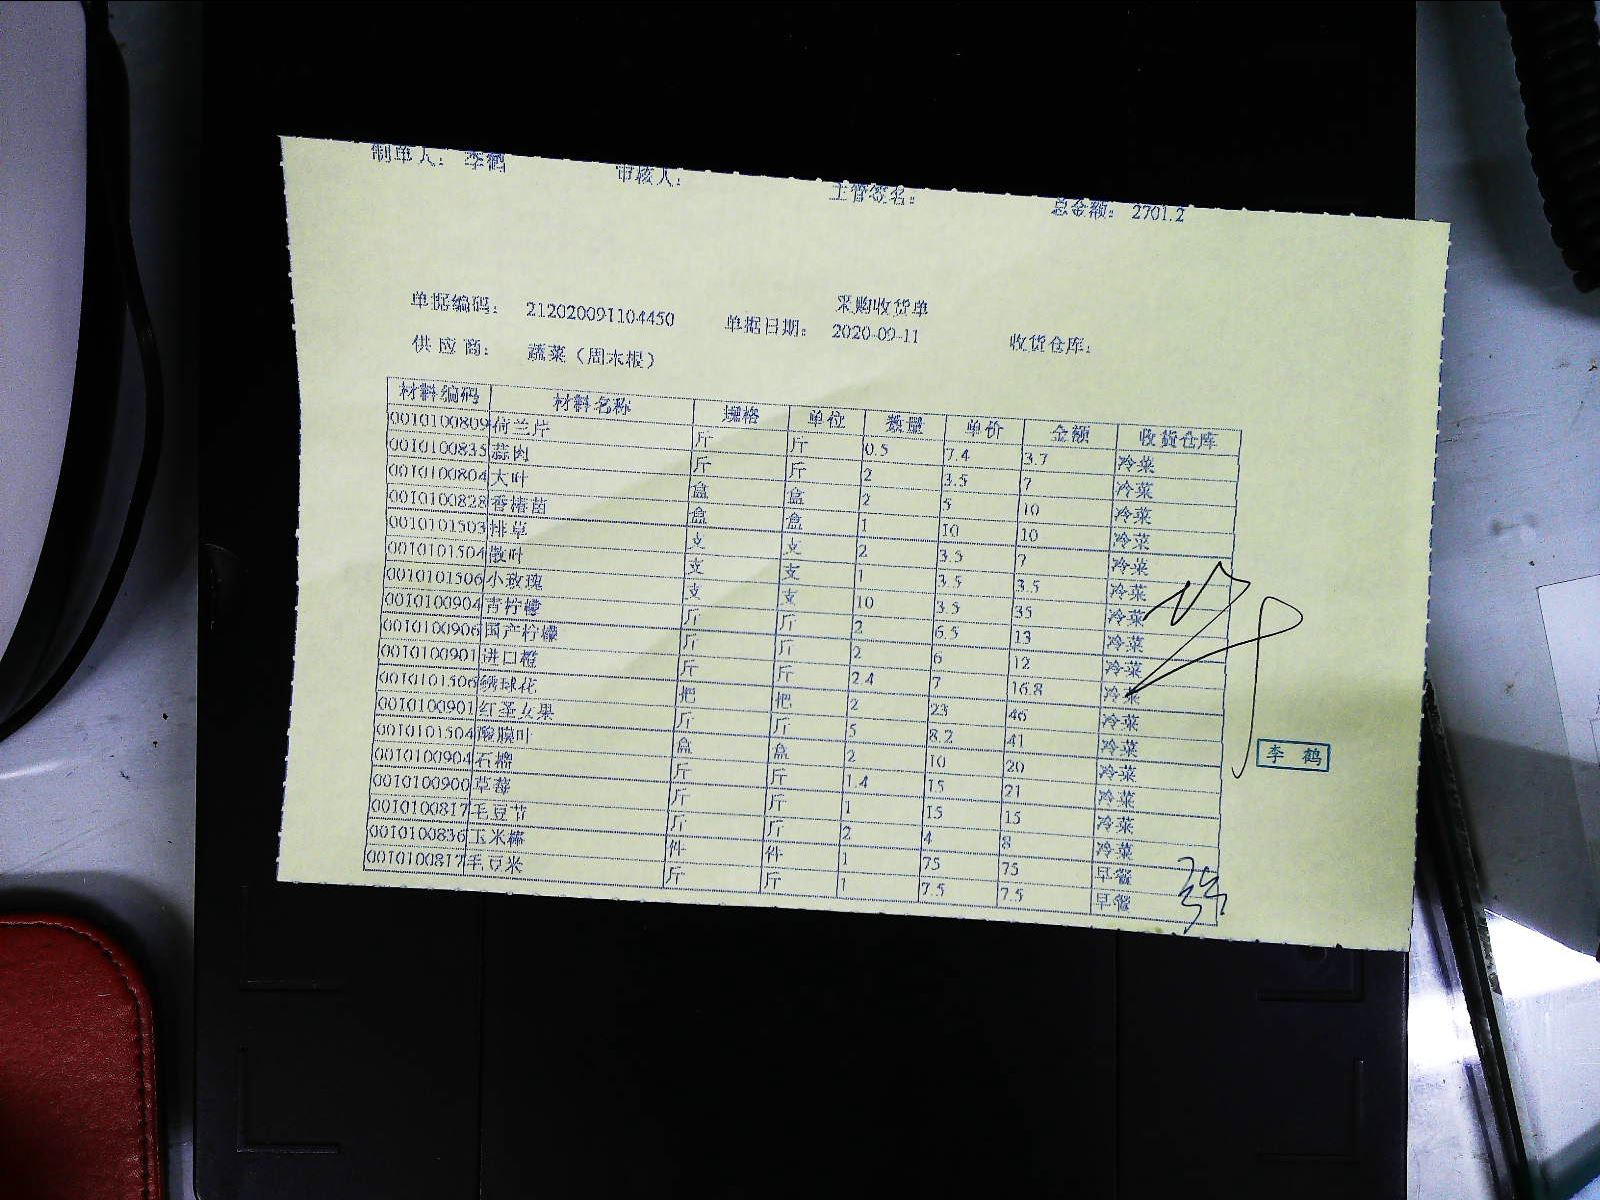 制单人： 李鹤 审核人： 主管签名： 总金额： 2701.2
采购收货单
单据编码： 212020091104450 单据日期： 2020-09-11 收货仓库：
供应商： 蔬菜（周末根）
材料编码 材料名称 规格 单位 数量 单价 金额 收货仓库
0010100809 荷兰芹 斤 斤 0.5 7.4 3.7 冷菜
0010100835 蒜肉 斤 斤 2 3.5 7 冷菜
0010100804 大叶 盒 盒 2 5 10 冷菜
0010100828 香椿苗 盒 盒 1 10 10 冷菜
0010101503 排草 支 支 2 3.5 7 冷菜
0010101504 散叶 支 支 1 3.5 3.5 冷菜
0010101506 小玫瑰 支 支 10 3.5 35 冷菜
0010100904 青柠檬 斤 斤 2 6.5 13 冷菜
0010100906 国产柠檬 斤 斤 2 6 12 冷菜
0010100901 进口橙 斤 斤 2.4 7 16.8 冷菜
0010101506 绣球花 把 把 2 23 46 冷菜
0010100901 红圣女果 斤 斤 5 8.2 41 冷菜
0010101504 酸膜叶 盒 盒 2 10 20 冷菜
0010100904 石榴 斤 斤 1.4 15 21 冷菜
0010100900 草莓 斤 斤 1 15 15 冷菜
0010100817 毛豆节 斤 斤 2 4 8 冷菜
0010100836 玉米棒 件 件 1 75 75 早餐
0010100817 毛豆米 斤 斤 1 7.5 7.5 早餐
李鹤